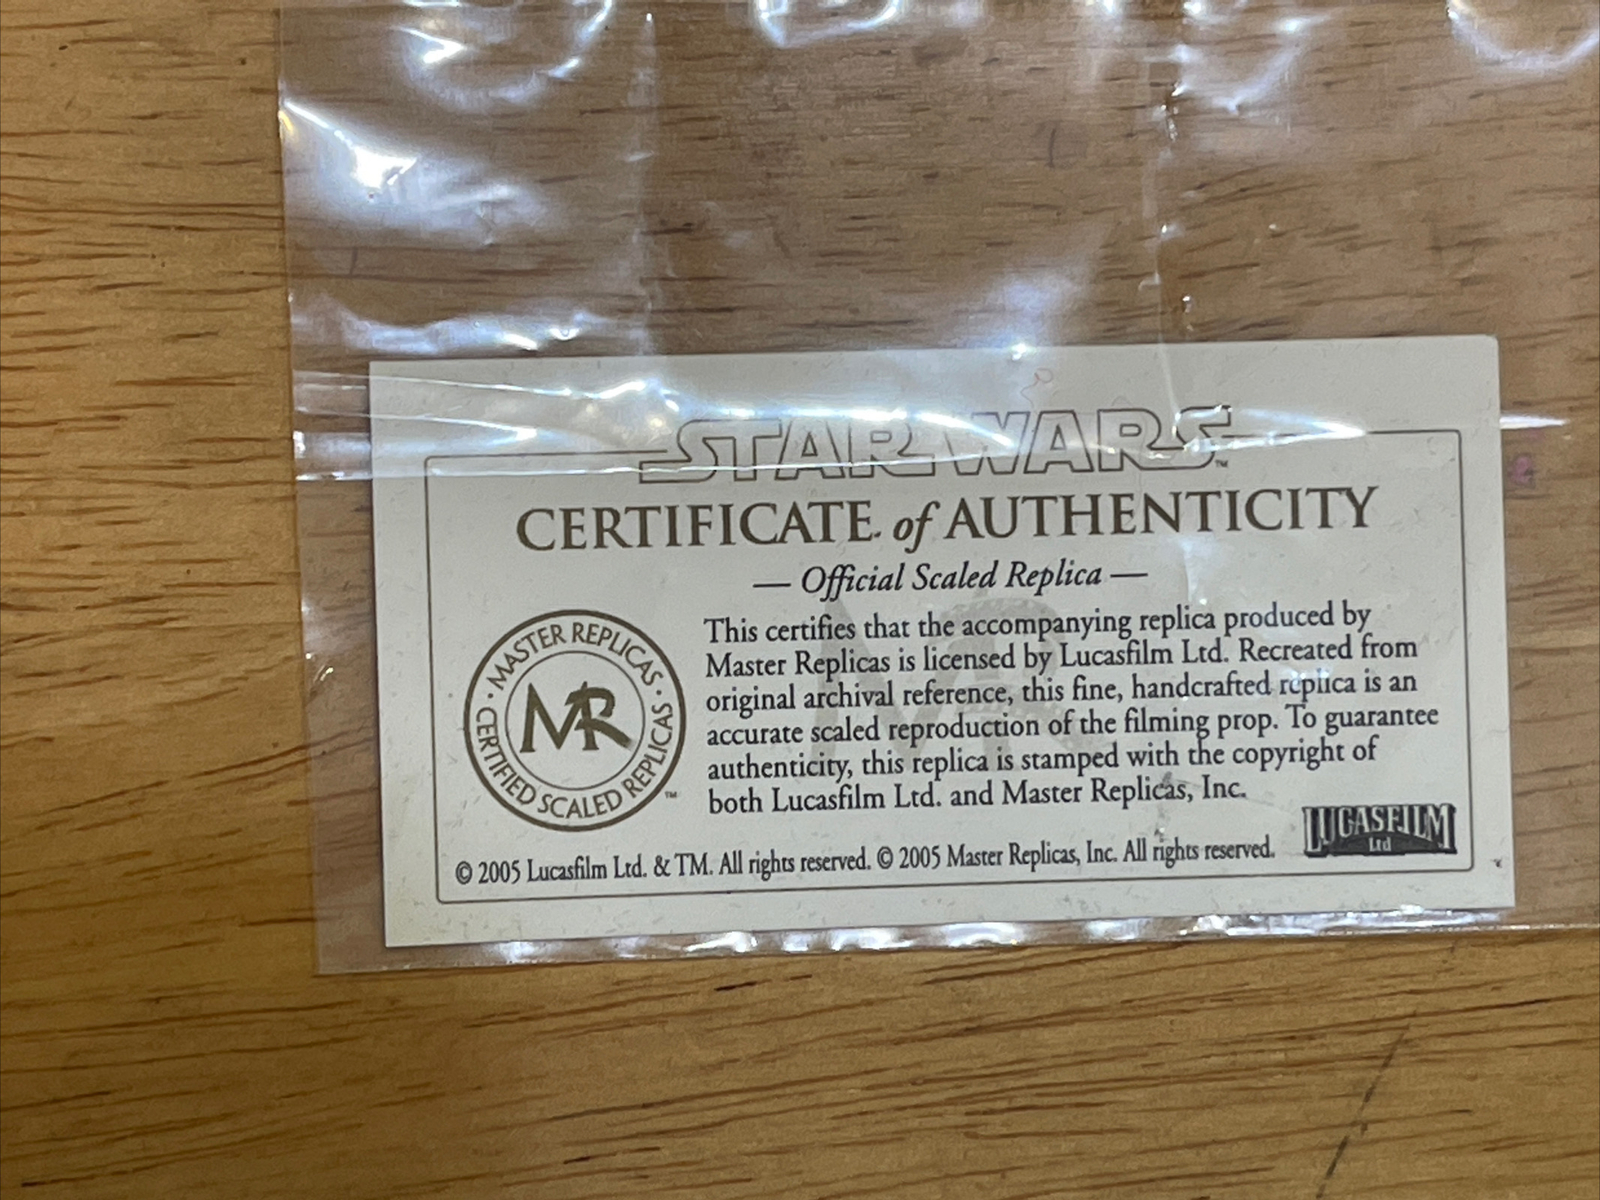 STAR WARS™
CERTIFICATE of AUTHENTICITY
— Official Scaled Replica —
· MASTER REPLICAS ·
CERTIFIED SCALED REPLICAS
MR
™
This certifies that the accompanying replica produced by
Master Replicas is licensed by Lucasfilm Ltd. Recreated from
original archival reference, this fine, handcrafted replica is an
accurate scaled reproduction of the filming prop. To guarantee
authenticity, this replica is stamped with the copyright of
both Lucasfilm Ltd. and Master Replicas, Inc.
© 2005 Lucasfilm Ltd. & TM. All rights reserved. © 2005 Master Replicas, Inc. All rights reserved.
LUCASFILM
Ltd